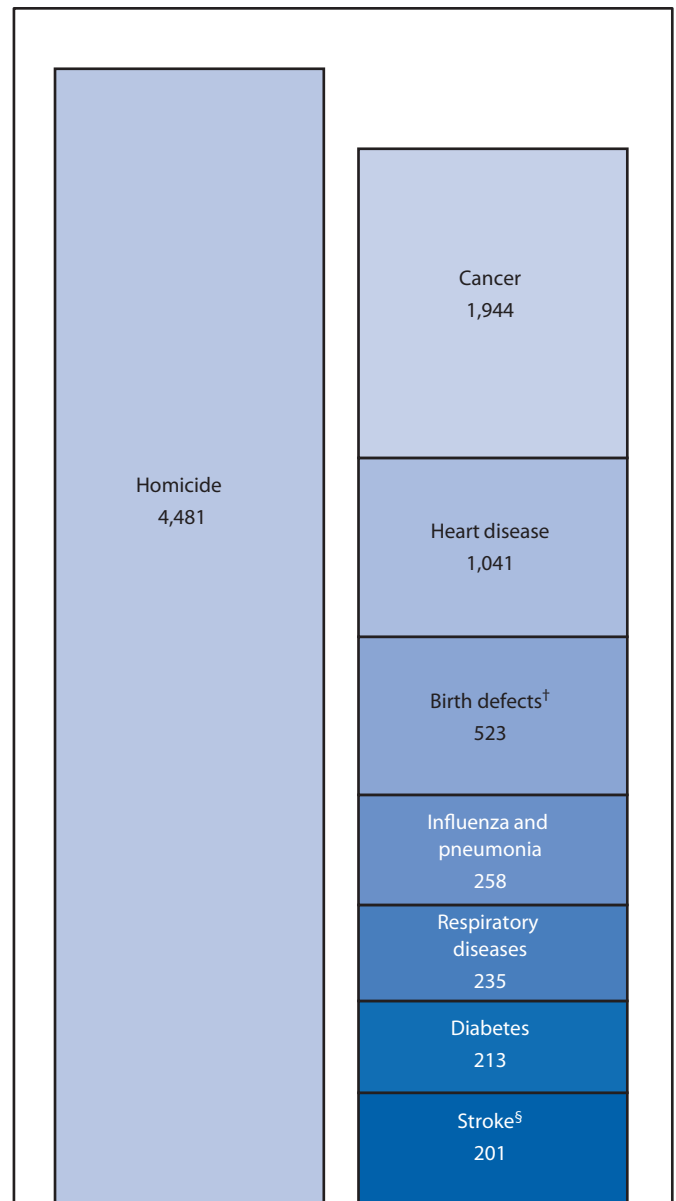 Homicide
4,481
Cancer
1,944
Heart disease
1,041
Birth defects†
523
Influenza and
pneumonia
258
Respiratory
diseases
235
Diabetes
213
Stroke§
201